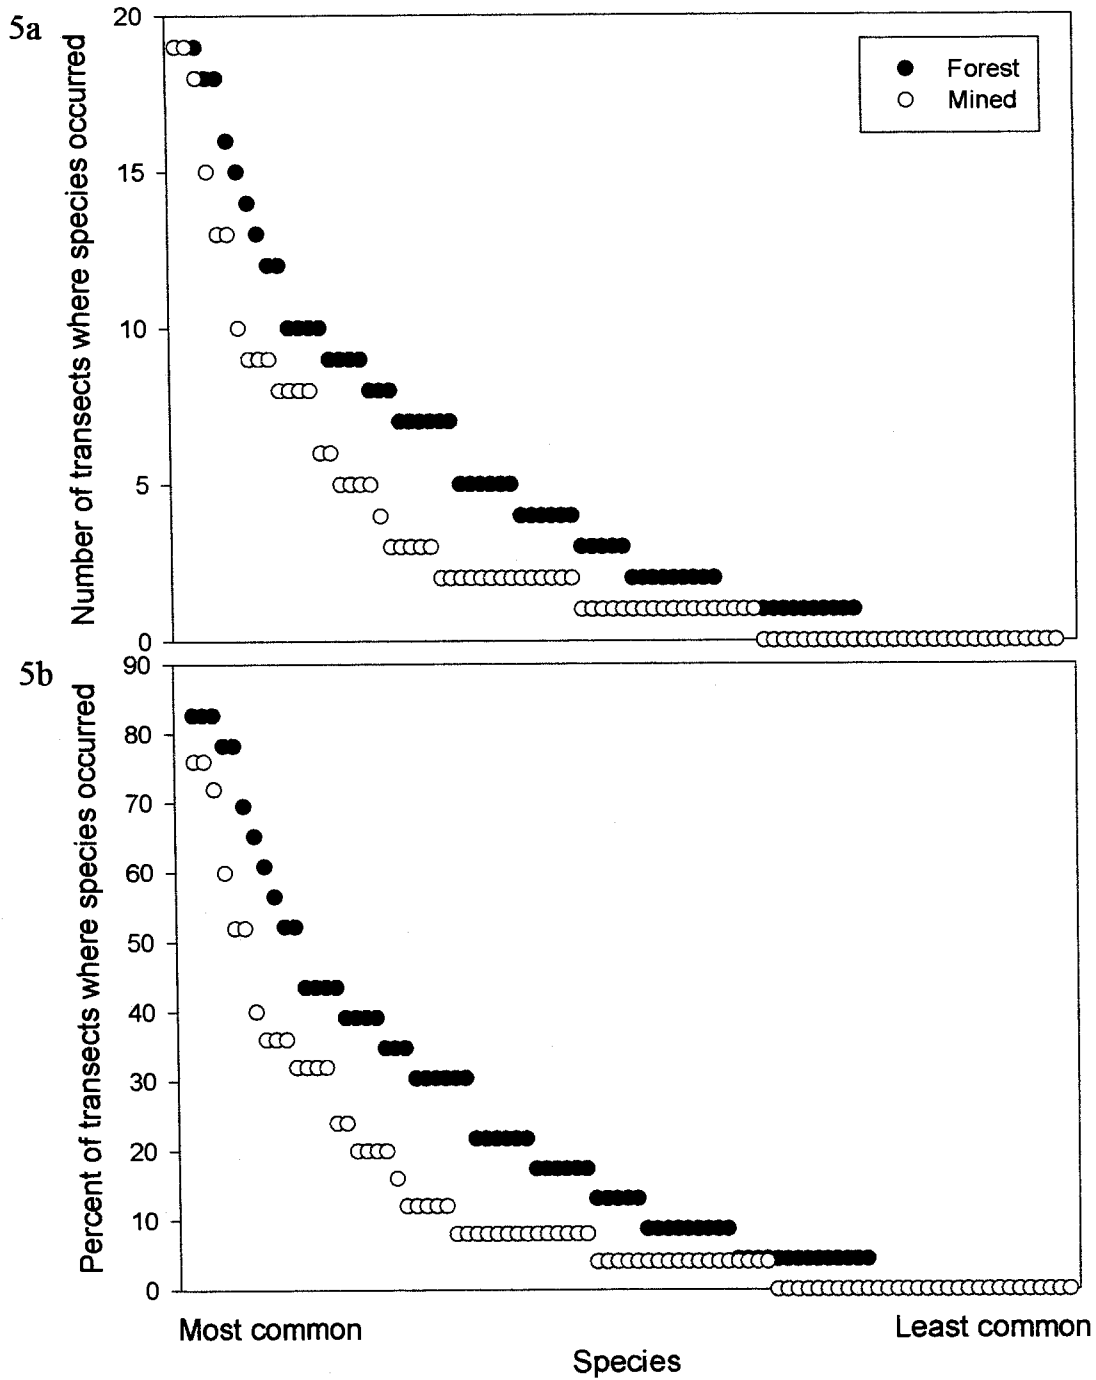 5a
Number of transects where species occurred
20
15
10
5
0
Forest
Mined
5b
Percent of transects where species occurred
90
80
70
60
50
40
30
20
10
0
Most common
Least common
Species